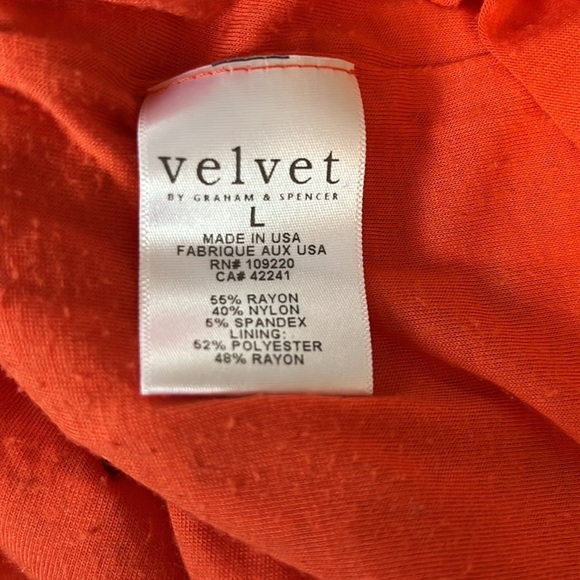 velvet
BY GRAHAM & SPENCER
L
MADE IN USA
FABRIQUE AUX USA
RN# 109220
CA# 42241
55% RAYON
40% NYLON
5% SPANDEX
LINING:
52% POLYESTER
48% RAYON